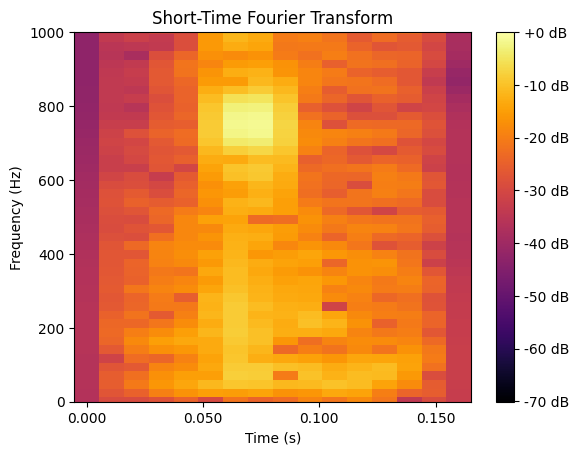 Short-Time Fourier Transform
1000
800
600
400
200
0
Frequency (Hz)
0.000
0.050
0.100
0.150
Time (s)
+0 dB
-10 dB
-20 dB
-30 dB
-40 dB
-50 dB
-60 dB
-70 dB